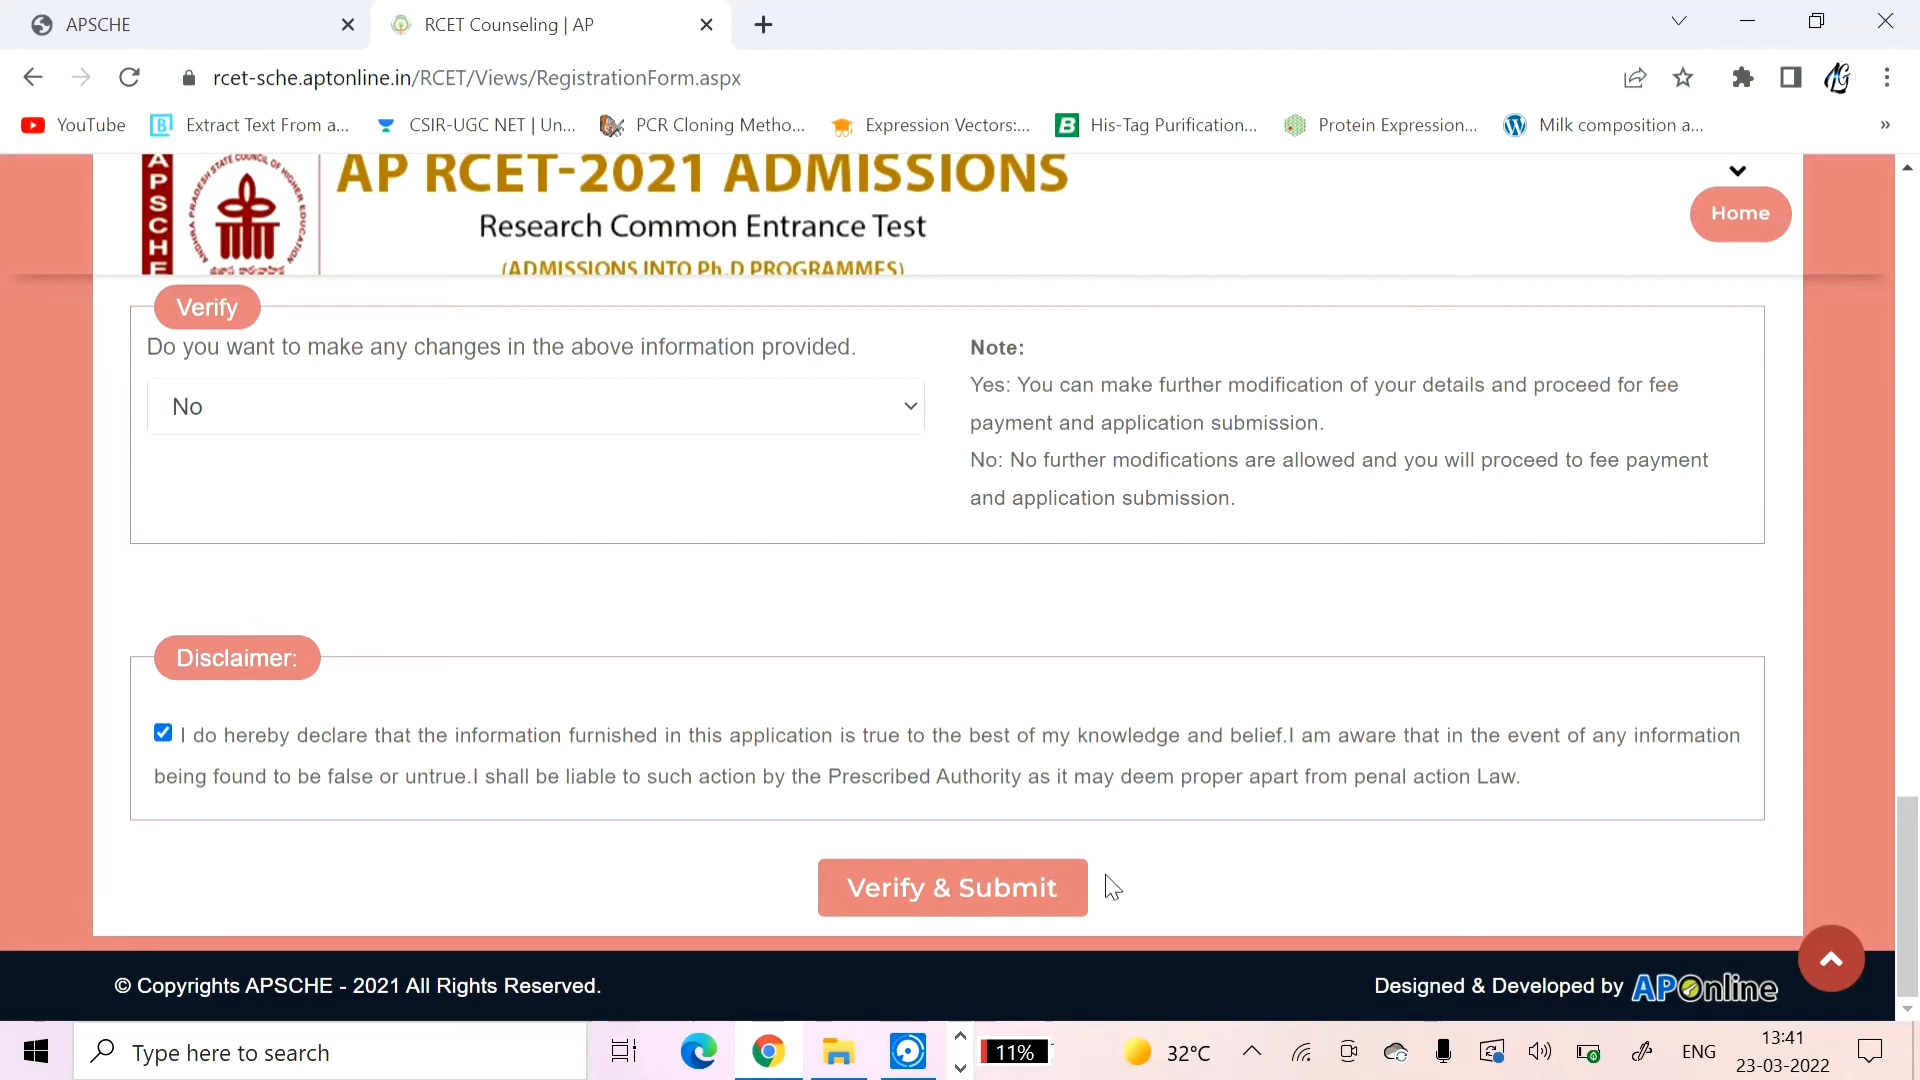 APSCHE
RCET Counseling | AP
rcet-sche.aptonline.in/RCET/Views/RegistrationForm.aspx
YouTube
Extract Text From a...
CSIR-UGC NET | Un...
PCR Cloning Metho...
Expression Vectors:...
His-Tag Purification...
Protein Expression...
Milk composition a...
»
APSCHE
ANDHRA PRADESH STATE COUNCIL OF HIGHER EDUCATION
AP RCET-2021 ADMISSIONS
Research Common Entrance Test
(ADMISSIONS INTO Ph.D PROGRAMMES)
Home
Verify
Do you want to make any changes in the above information provided.
No
Note:
Yes: You can make further modification of your details and proceed for fee
payment and application submission.
No: No further modifications are allowed and you will proceed to fee payment
and application submission.
Disclaimer:
I do hereby declare that the information furnished in this application is true to the best of my knowledge and belief.I am aware that in the event of any information
being found to be false or untrue.I shall be liable to such action by the Prescribed Authority as it may deem proper apart from penal action Law.
Verify & Submit
© Copyrights APSCHE - 2021 All Rights Reserved.
Designed & Developed by APOnline
Type here to search
11%
32°C
ENG
13:41
23-03-2022